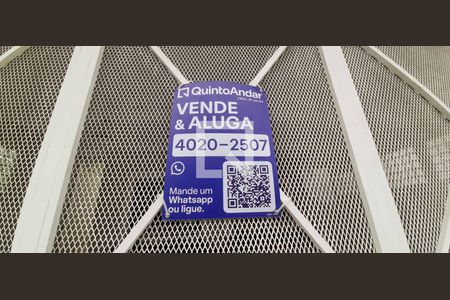 QuintoAndar
VENDE
& ALUGA
4020-2507
Mande um
Whatsapp
ou ligue.